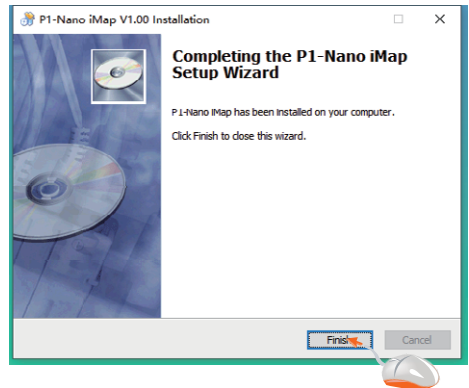 P1-Nano iMap V1.00 Installation
Completing the P1-Nano iMap
Setup Wizard
P1-Nano iMap has been installed on your computer.
Click Finish to close this wizard.
Finish
Cancel